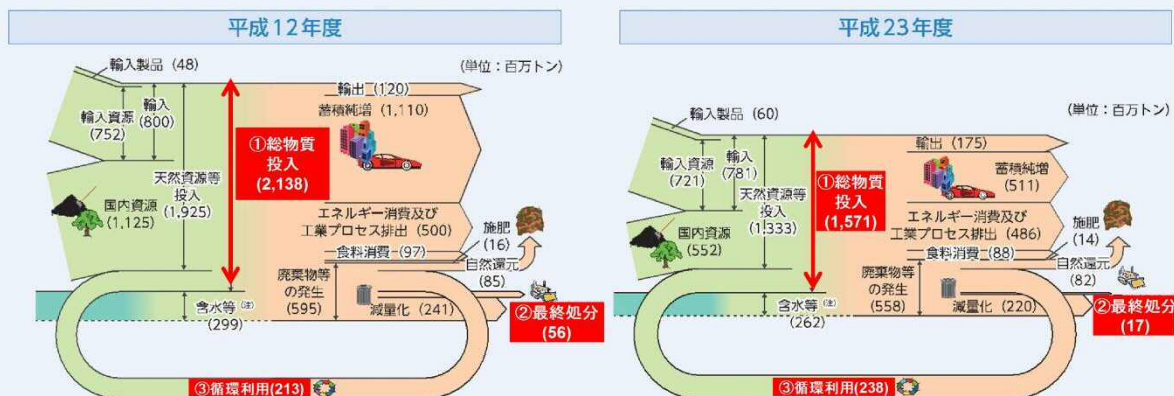 平成12年度
輸入製品 (48)
(単位：百万トン)
輸出 (120)
蓄積純増 (1,110)
輸入資源
(752)
輸入
(800)
①総物質
投入
(2,138)
天然資源等
投入
(1,925)
国内資源
(1,125)
エネルギー消費及び
工業プロセス排出 (500)
施肥
(16)
食料消費 (97)
自然還元
(85)
廃棄物等
の発生
(595)
含水等(注)
(299)
減量化 (241)
②最終処分
(56)
③循環利用(213)
平成23年度
(単位：百万トン)
輸入製品 (60)
輸出 (175)
蓄積純増
(511)
輸入資源
(721)
輸入
(781)
①総物質
投入
(1,571)
天然資源等
投入
(1,333)
国内資源
(552)
エネルギー消費及び
工業プロセス排出 (486)
施肥
(14)
食料消費 (88)
自然還元
(82)
廃棄物等
の発生
(558)
含水等(注)
(262)
減量化 (220)
②最終処分
(17)
③循環利用(238)